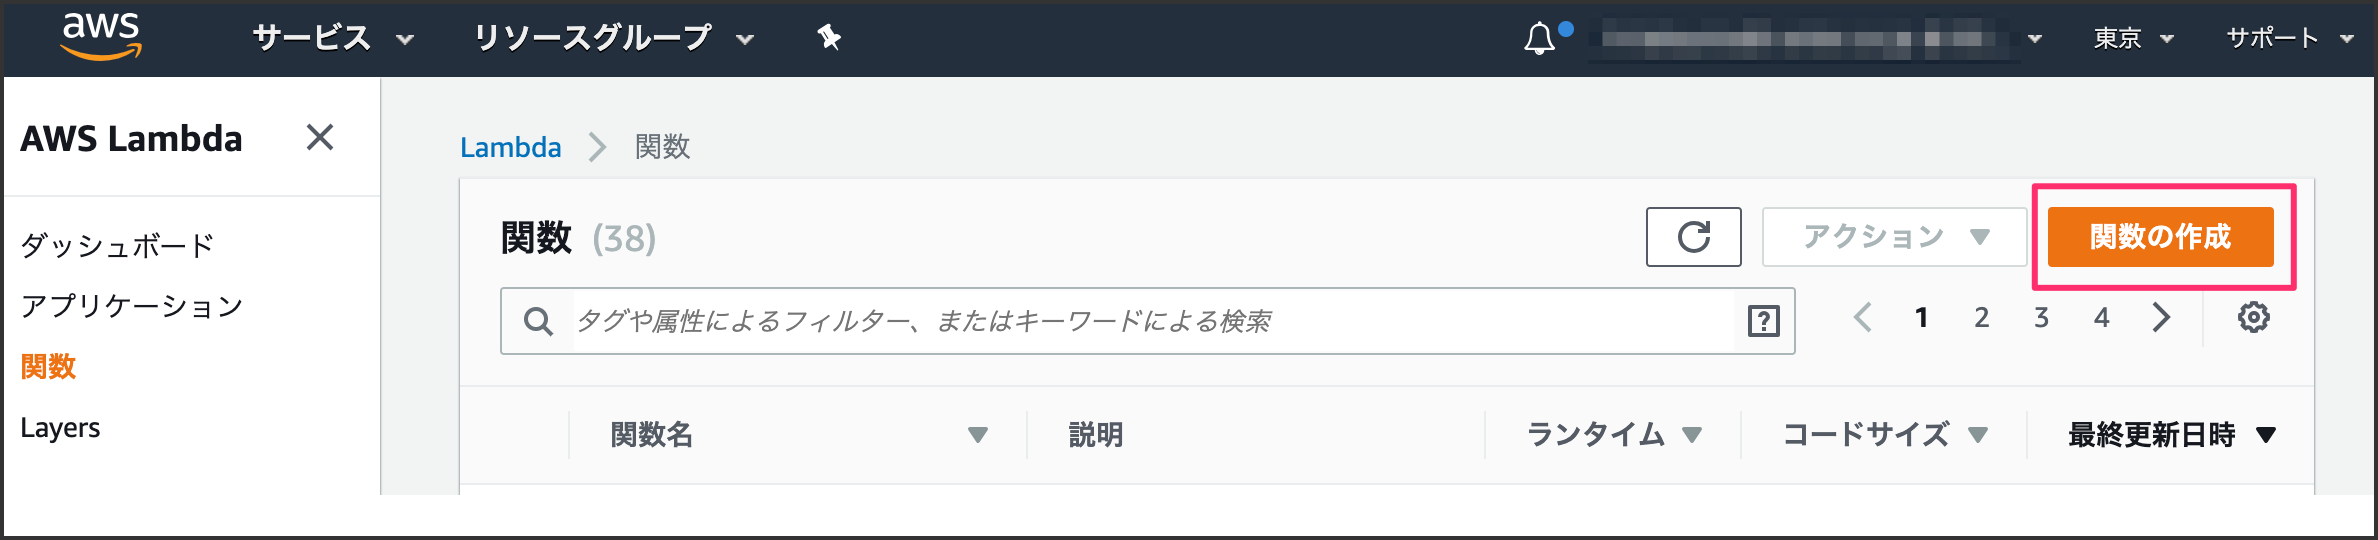 aws サービス リソースグループ 東京 サポート
AWS Lambda
ダッシュボード
アプリケーション
関数
Layers
Lambda 関数
関数 (38) アクション 関数の作成
タグや属性によるフィルター、またはキーワードによる検索 ? 1 2 3 4
関数名 説明 ランタイム コードサイズ 最終更新日時